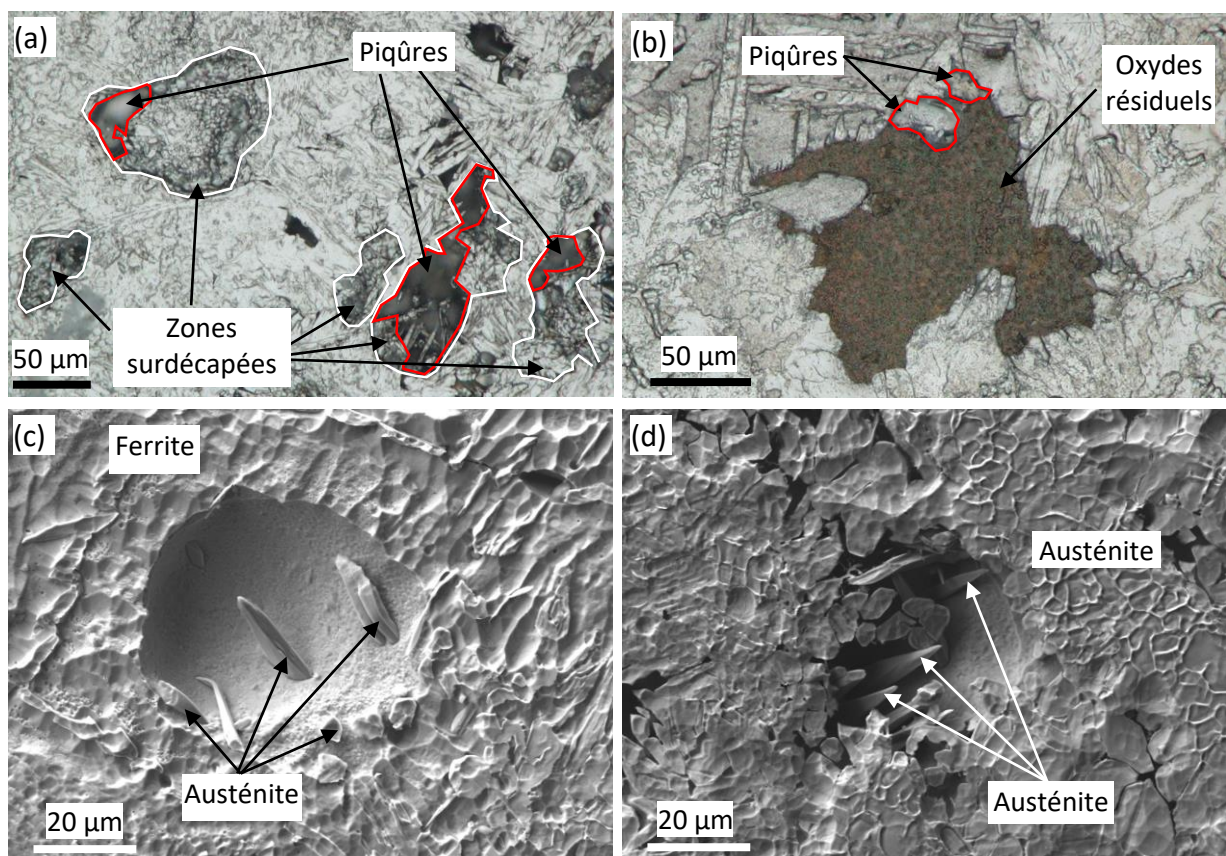 (a)
Piqûres
Zones
surdécapées
50 µm
(b)
Piqûres
Oxydes
résiduels
50 µm
(c)
Ferrite
Austénite
20 µm
(d)
Austénite
Austénite
20 µm